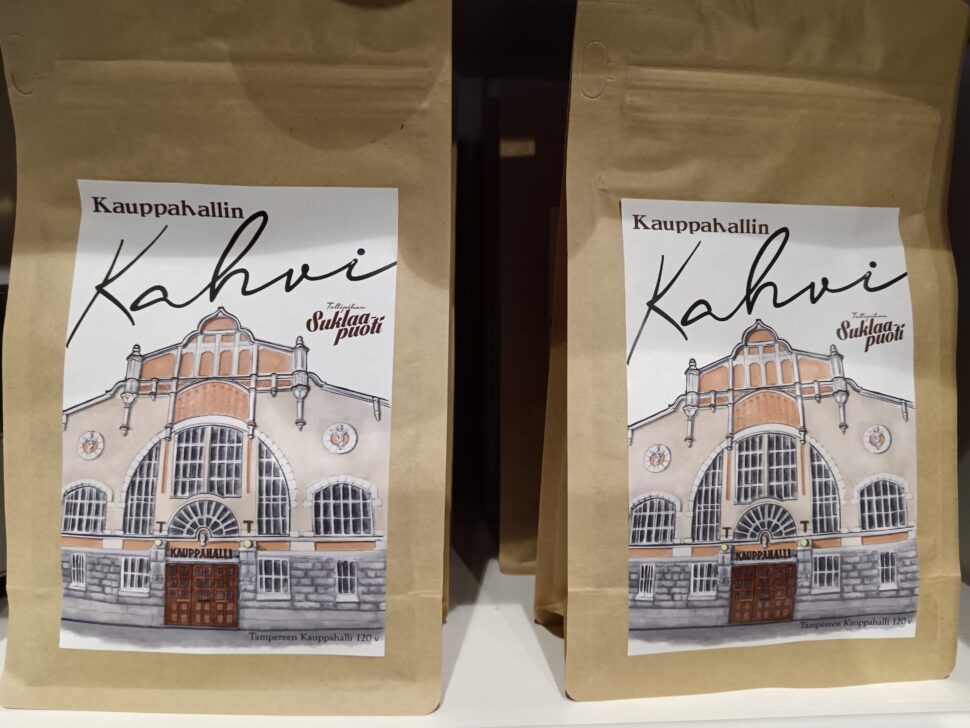 Kauppahallin
Kahvi
Tallipihan
Suklaa
puoti
KAUPPAHALLI
Tampereen Kauppahalli 120 v
Kauppahallin
Kahvi
Tallipihan
Suklaa
puoti
KAUPPAHALLI
Tampereen Kauppahalli 120 v